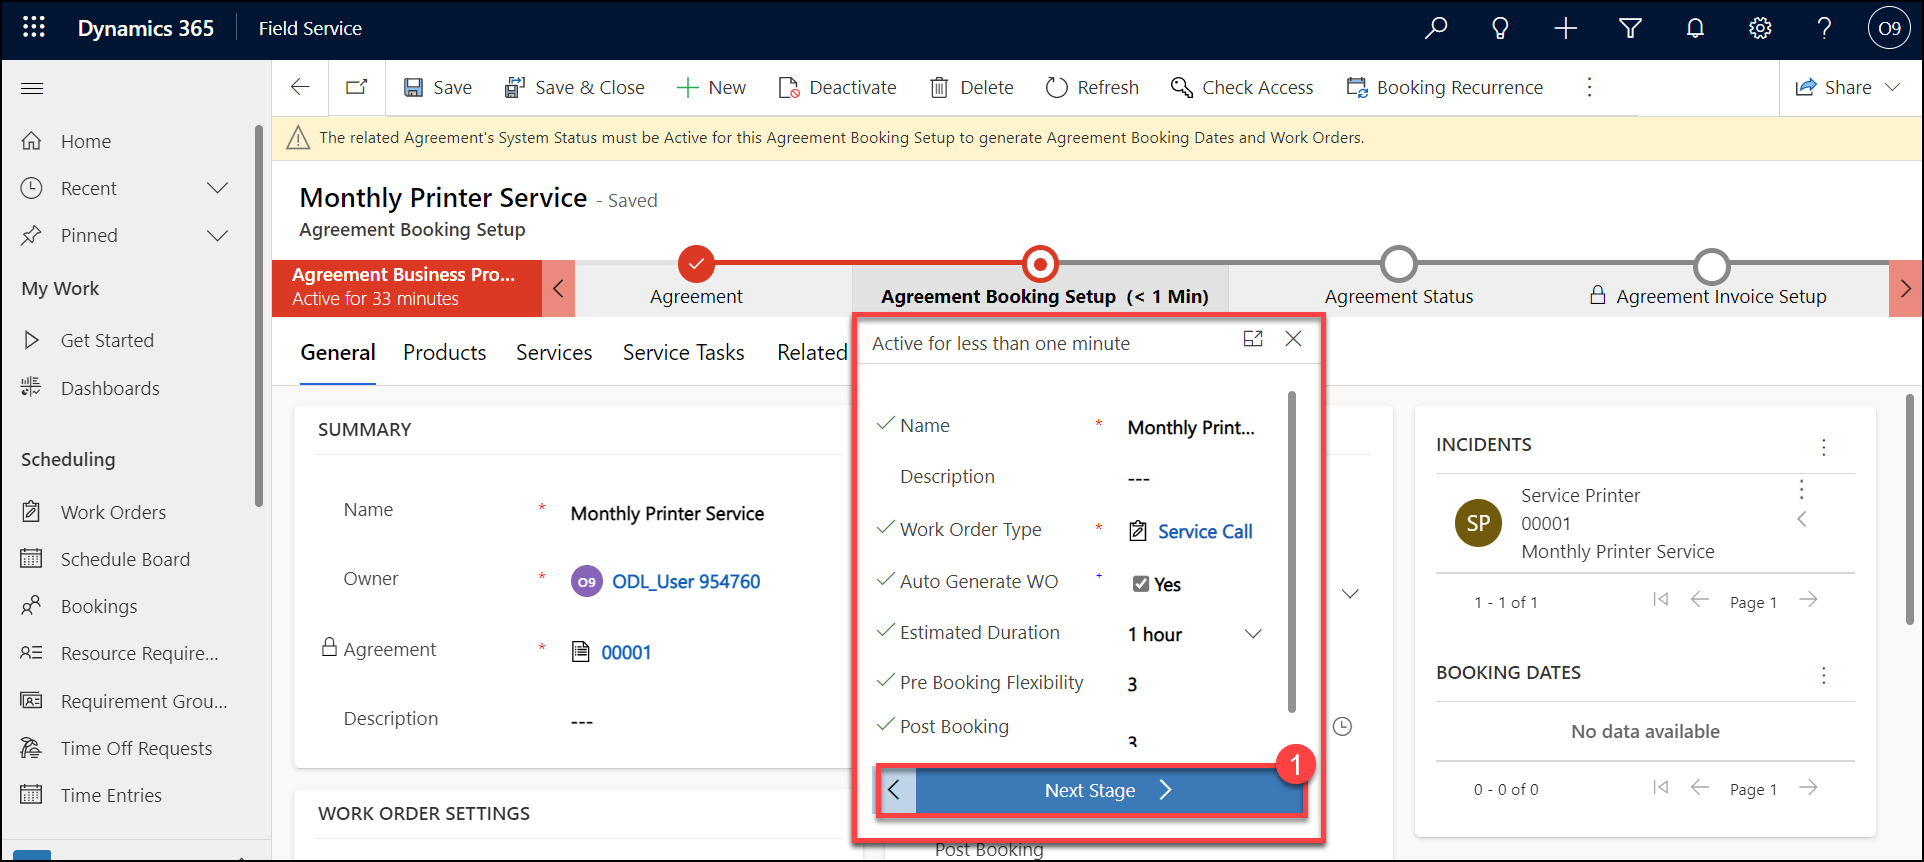 Dynamics 365
Field Service
O9
Save
Save & Close
New
Deactivate
Delete
Refresh
Check Access
Booking Recurrence
Share
Home
Recent
Pinned
My Work
Get Started
Dashboards
Scheduling
Work Orders
Schedule Board
Bookings
Resource Require...
Requirement Grou...
Time Off Requests
Time Entries
The related Agreement's System Status must be Active for this Agreement Booking Setup to generate Agreement Booking Dates and Work Orders.
Monthly Printer Service - Saved
Agreement Booking Setup
Agreement Business Pro...
Active for 33 minutes
Agreement
Agreement Booking Setup (< 1 Min)
Agreement Status
Agreement Invoice Setup
General
Products
Services
Service Tasks
Related
SUMMARY
Name * Monthly Printer Service
Owner * O9 ODL_User 954760
Agreement * 00001
Description ---
WORK ORDER SETTINGS
Active for less than one minute
Name * Monthly Print...
Description ---
Work Order Type * Service Call
Auto Generate WO + Yes
Estimated Duration 1 hour
Pre Booking Flexibility 3
Post Booking 3
Next Stage
1
Post Booking
INCIDENTS
SP
Service Printer
00001
Monthly Printer Service
1 - 1 of 1 Page 1
BOOKING DATES
No data available
0 - 0 of 0 Page 1